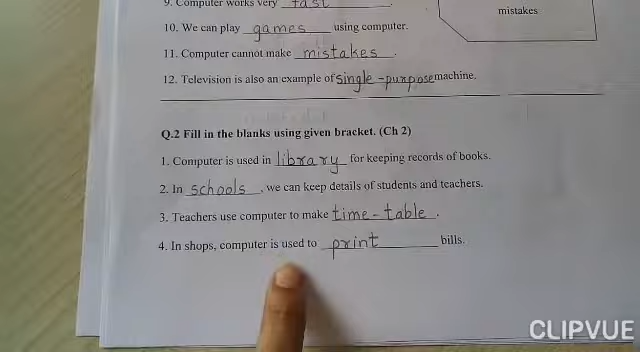 9. Computer works very fast.
mistakes
10. We can play games using computer.
11. Computer cannot make mistakes.
12. Television is also an example of single-purpose machine.
Q.2 Fill in the blanks using given bracket. (Ch 2)
1. Computer is used in library for keeping records of books.
2. In schools, we can keep details of students and teachers.
3. Teachers use computer to make time-table.
4. In shops, computer is used to print bills.
CLIPVUE